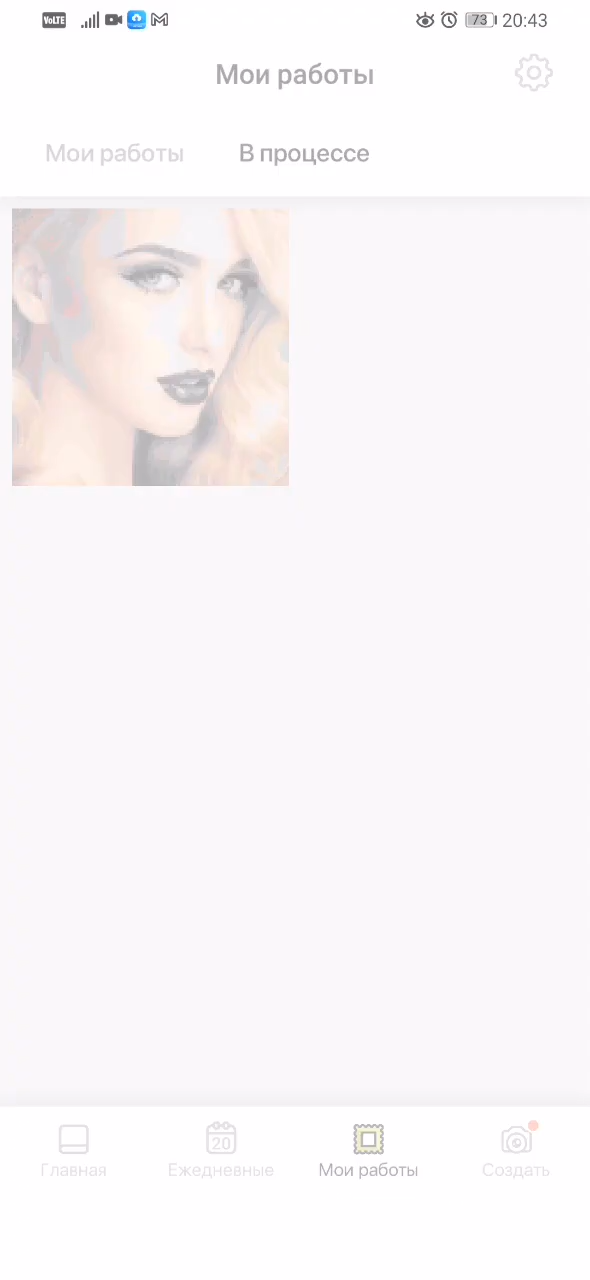 VoLTE 73 20:43
Мои работы
Мои работы В процессе
20
Главная Ежедневные Мои работы Создать